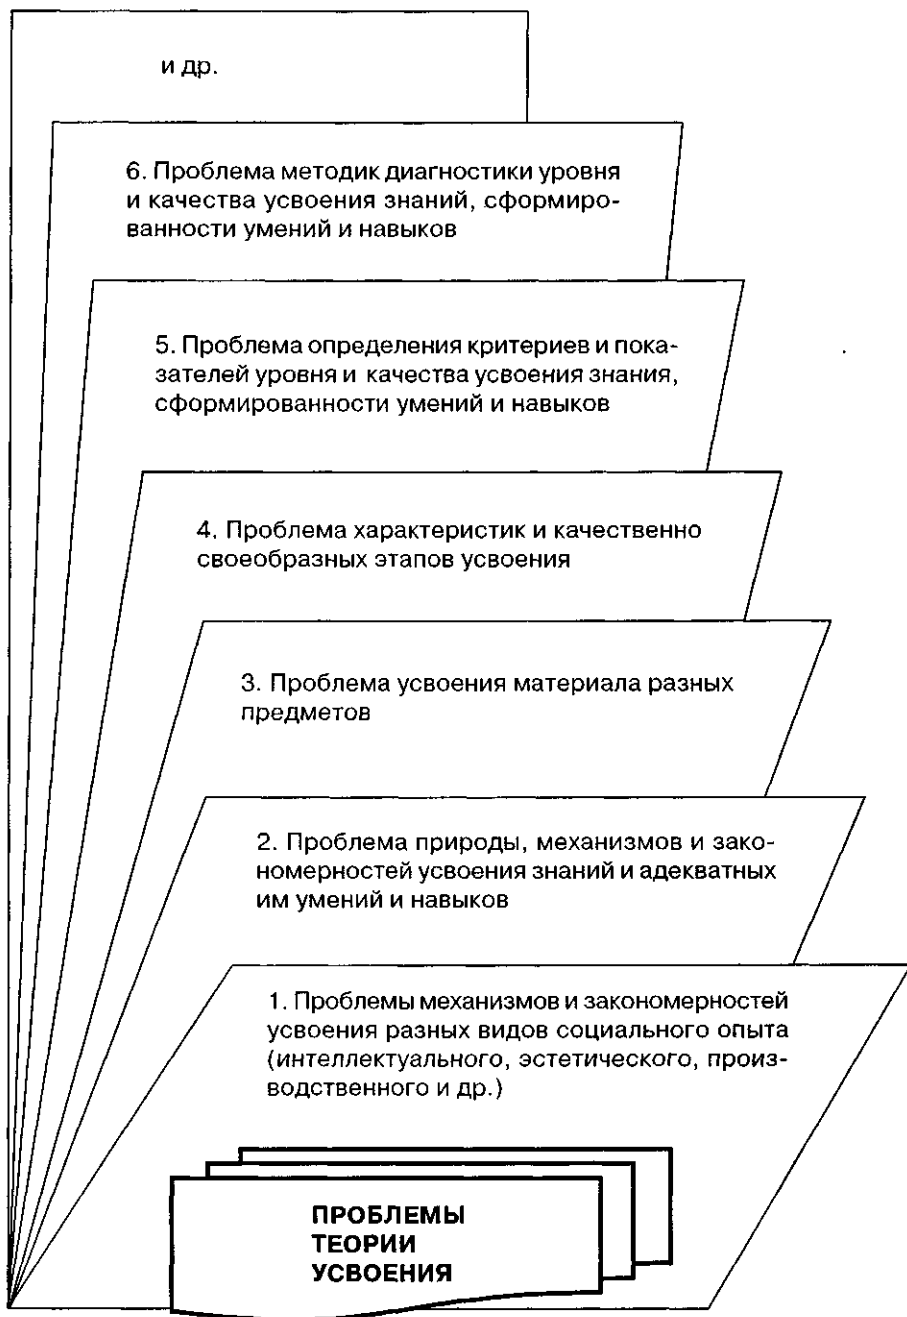 и др.
6. Проблема методик диагностики уровня
и качества усвоения знаний, сформиро-
ванности умений и навыков
5. Проблема определения критериев и пока-
зателей уровня и качества усвоения знания,
сформированности умений и навыков
4. Проблема характеристик и качественно
своеобразных этапов усвоения
3. Проблема усвоения материала разных
предметов
2. Проблема природы, механизмов и зако-
номерностей усвоения знаний и адекватных
им умений и навыков
1. Проблемы механизмов и закономерностей
усвоения разных видов социального опыта
(интеллектуального, эстетического, произ-
водственного и др.)
ПРОБЛЕМЫ
ТЕОРИИ
УСВОЕНИЯ